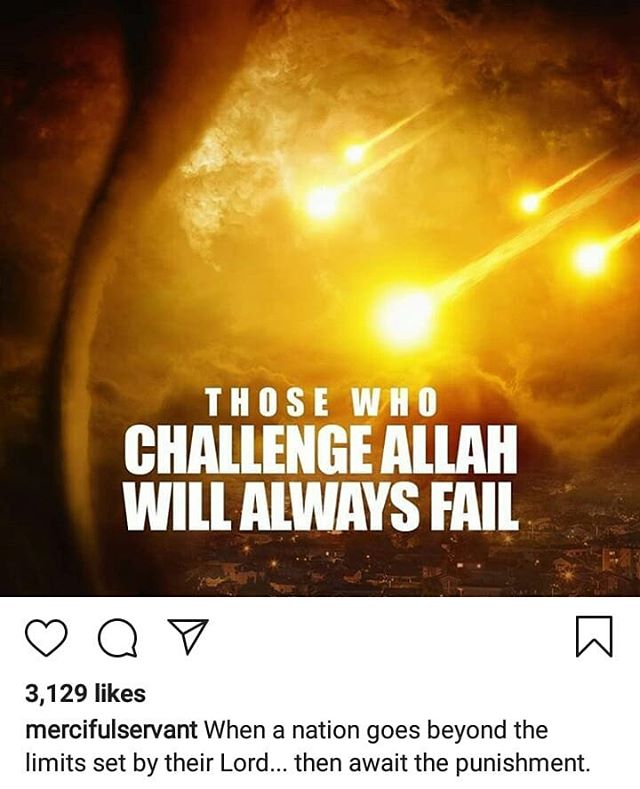 THOSE WHO
CHALLENGE ALLAH
WILL ALWAYS FAIL
3,129 likes
mercifulservant When a nation goes beyond the
limits set by their Lord... then await the punishment.